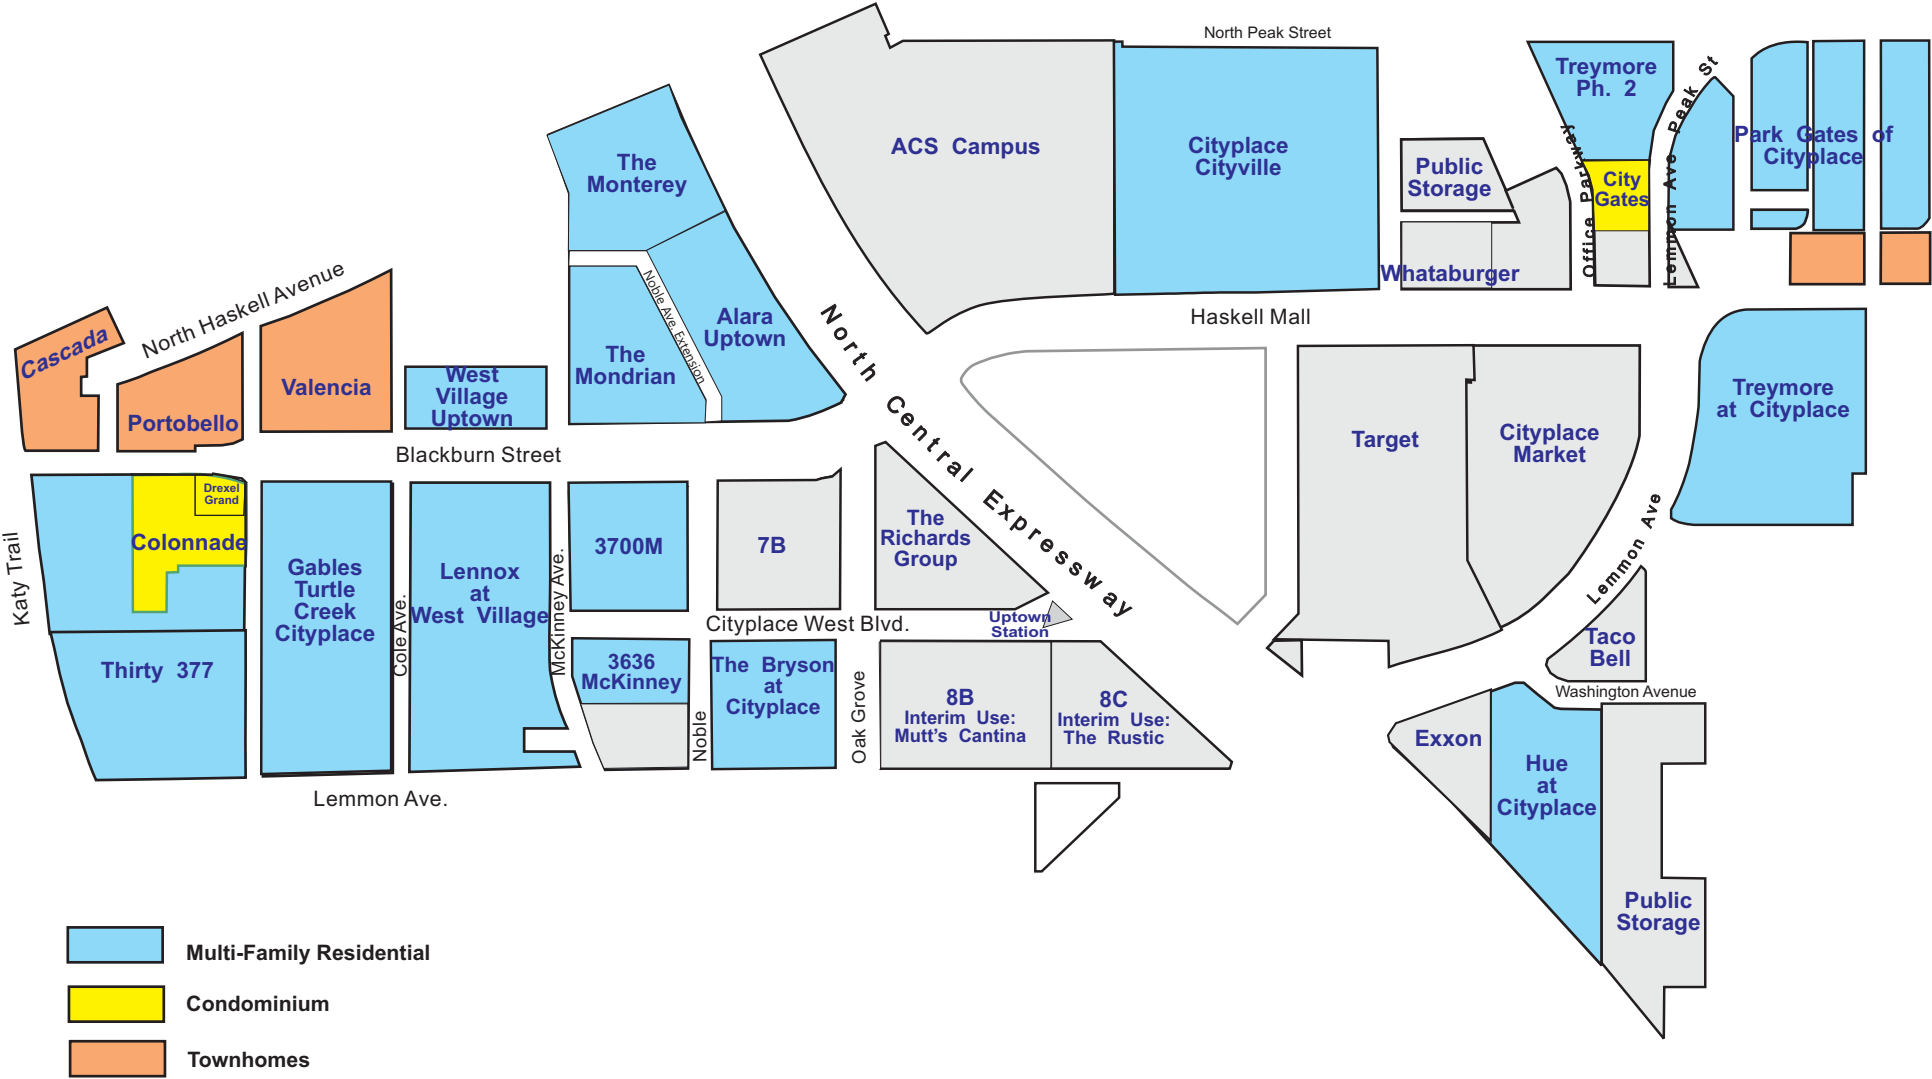 North Peak Street
Treymore
Ph. 2
Peak St
Park Gates of
Cityplace
ACS Campus
Cityplace
Cityville
Public
Storage
Office Parkway
City
Gates
Lemmon Ave
Whataburger
The
Monterey
Noble Ave. Extension
Alara
Uptown
The
Mondrian
North Central Expressway
Haskell Mall
North Haskell Avenue
Cascada
Portobello
Valencia
West
Village
Uptown
Blackburn Street
Target
Cityplace
Market
Treymore
at Cityplace
Lemmon Ave
Katy Trail
Drexel
Grand
Colonnade
Gables
Turtle
Creek
Cityplace
Cole Ave.
Lennox
at
West Village
McKinney Ave.
3700M
7B
The
Richards
Group
Cityplace West Blvd.
Uptown
Station
Thirty 377
3636
McKinney
Noble
The Bryson
at
Cityplace
Oak Grove
8B
Interim Use:
Mutt's Cantina
8C
Interim Use:
The Rustic
Lemmon Ave.
Taco
Bell
Washington Avenue
Exxon
Hue
at
Cityplace
Public
Storage
Multi-Family Residential
Condominium
Townhomes